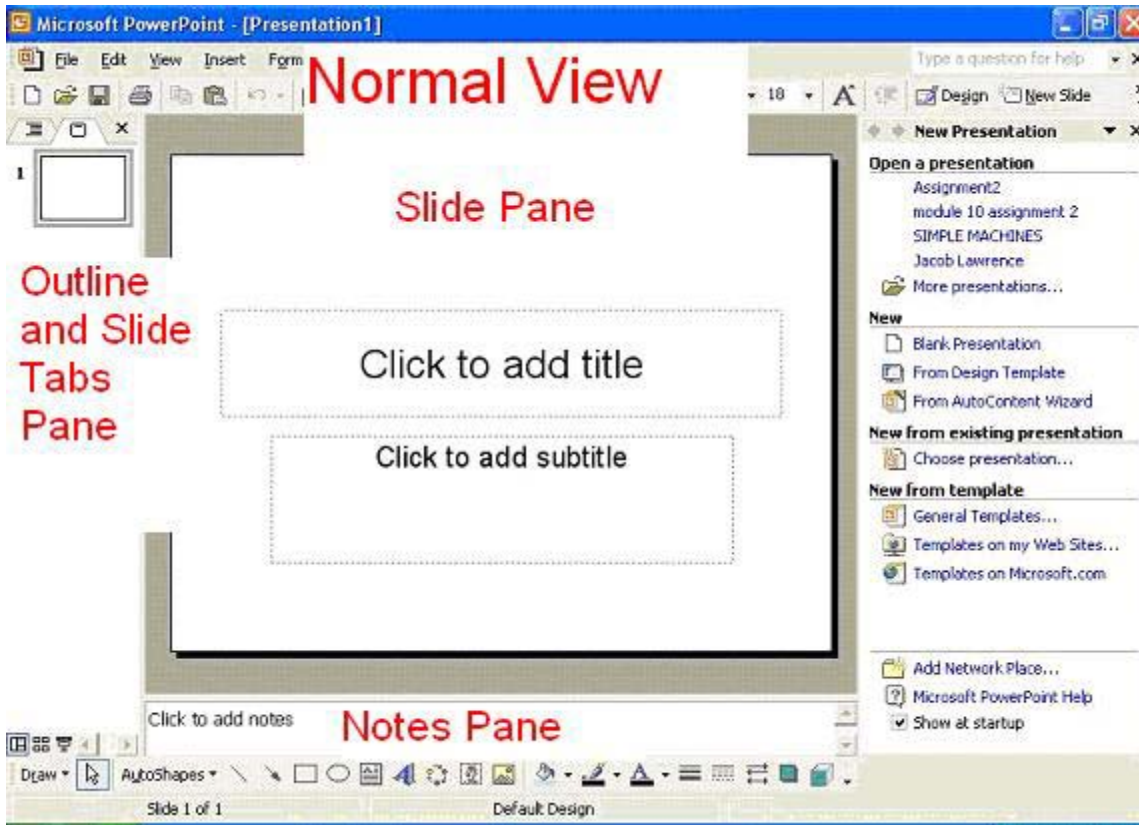 Microsoft PowerPoint - [Presentation1]
File Edit View Insert Form
Type a question for help
Normal View
18 Design New Slide
New Presentation
1
Open a presentation
Assignment2
module 10 assignment 2
SIMPLE MACHINES
Jacob Lawrence
More presentations...
Slide Pane
Outline
and Slide
Tabs
Pane
Click to add title
Click to add subtitle
New
Blank Presentation
From Design Template
From AutoContent Wizard
New from existing presentation
Choose presentation...
New from template
General Templates...
Templates on my Web Sites...
Templates on Microsoft.com
Add Network Place...
Microsoft PowerPoint Help
Show at startup
Click to add notes
Notes Pane
Draw AutoShapes
Slide 1 of 1 Default Design